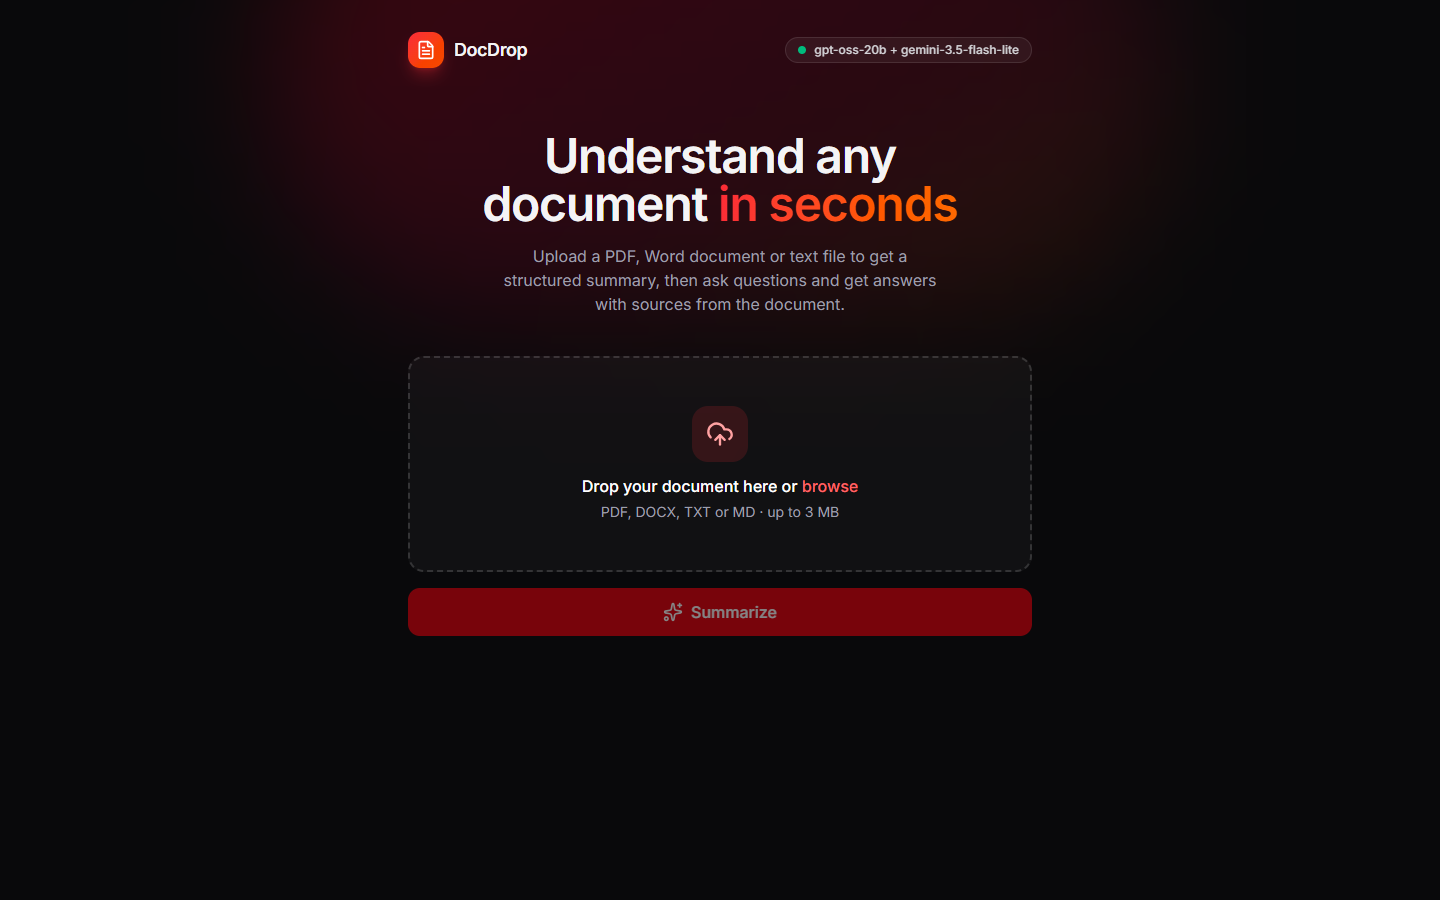 DocDrop
gpt-oss-20b + gemini-3.5-flash-lite
Understand any
document in seconds
Upload a PDF, Word document or text file to get a
structured summary, then ask questions and get answers
with sources from the document.
Drop your document here or browse
PDF, DOCX, TXT or MD · up to 3 MB
Summarize